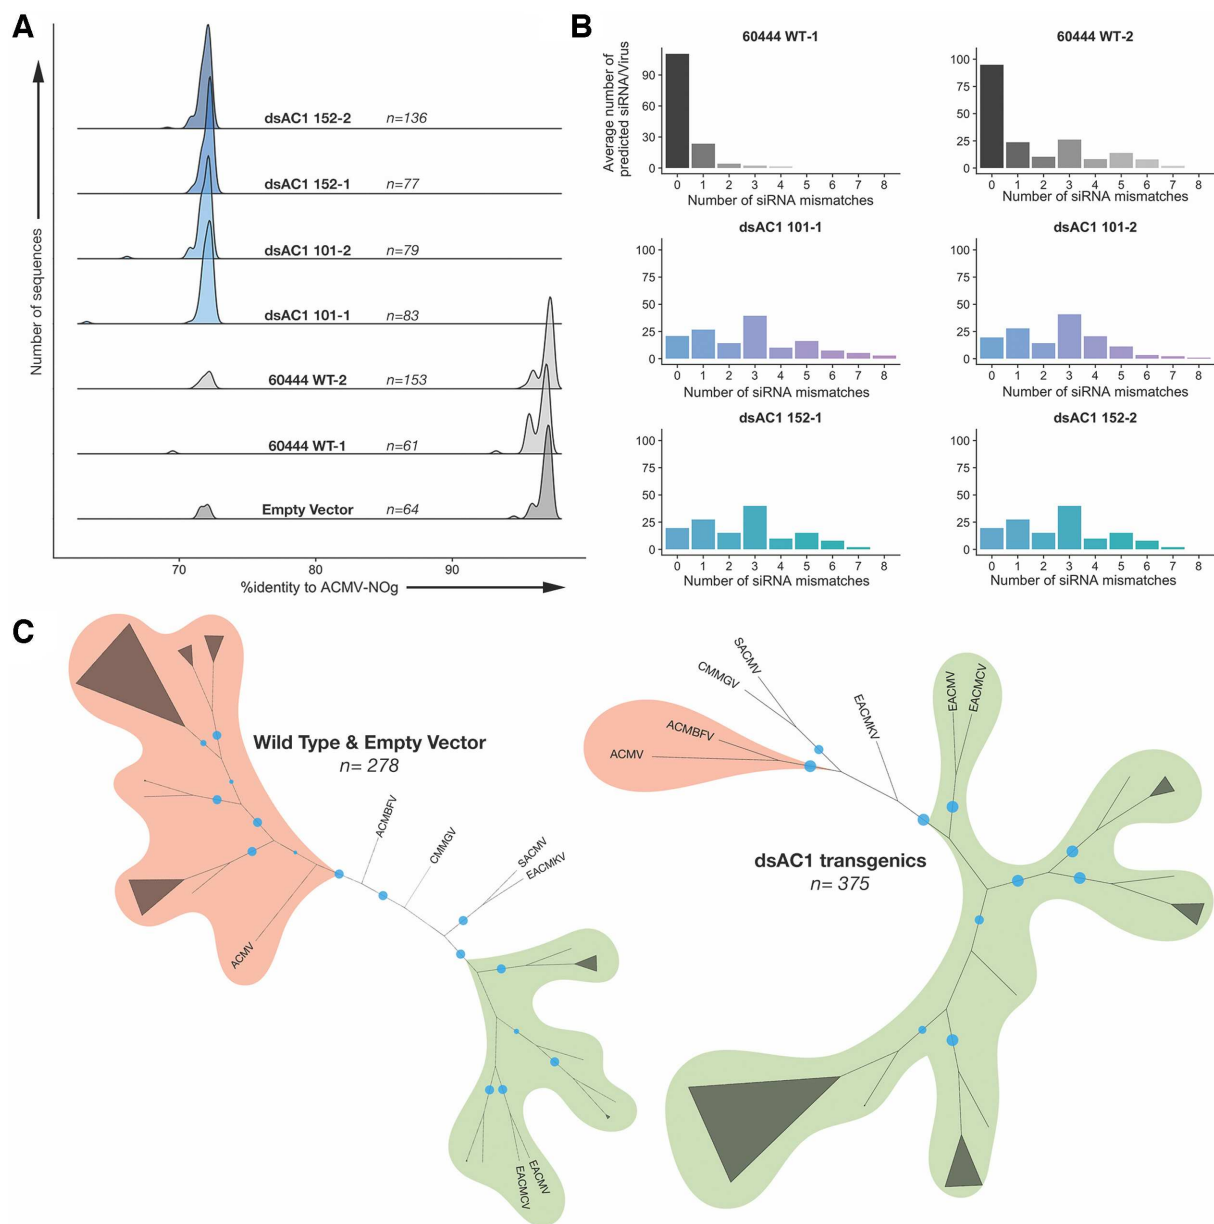 A
Number of sequences
dsAC1 152-2 n=136
dsAC1 152-1 n=77
dsAC1 101-2 n=79
dsAC1 101-1 n=83
60444 WT-2 n=153
60444 WT-1 n=61
Empty Vector n=64
70 80 90
%identity to ACMV-NOg
B
Average number of
predicted siRNA/Virus
60444 WT-1
90
60
30
0
0 1 2 3 4 5 6 7 8
Number of siRNA mismatches
60444 WT-2
100
75
50
25
0
0 1 2 3 4 5 6 7 8
Number of siRNA mismatches
dsAC1 101-1
100
75
50
25
0
0 1 2 3 4 5 6 7 8
Number of siRNA mismatches
dsAC1 101-2
100
75
50
25
0
0 1 2 3 4 5 6 7 8
Number of siRNA mismatches
dsAC1 152-1
100
75
50
25
0
0 1 2 3 4 5 6 7 8
Number of siRNA mismatches
dsAC1 152-2
100
75
50
25
0
0 1 2 3 4 5 6 7 8
Number of siRNA mismatches
C
Wild Type & Empty Vector
n= 278
ACMV
ACMBFV
CMMGV
SACMV
EACMKV
EACMV
EACMCV
SACMV
CMMGV
ACMBFV
ACMV
EACMKV
EACMV
EACMCV
dsAC1 transgenics
n= 375